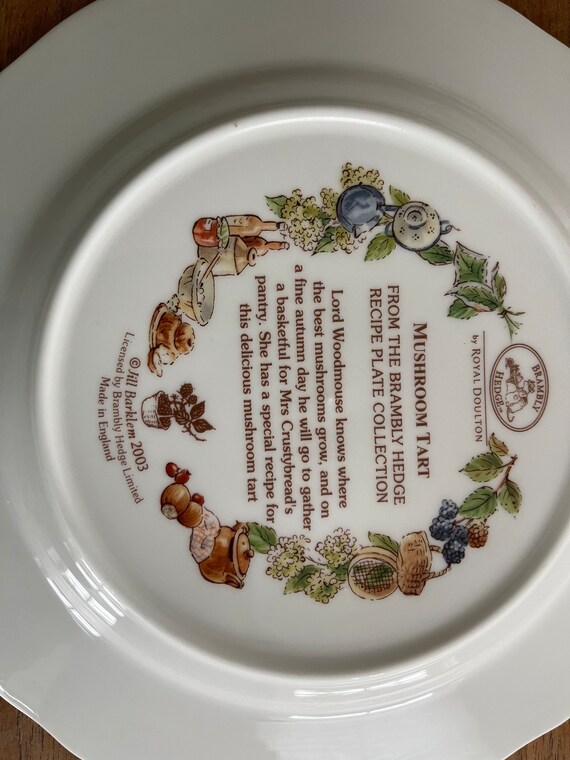 BRAMBLY
HEDGE
by ROYAL DOULTON
MUSHROOM TART
FROM THE BRAMBLY HEDGE
RECIPE PLATE COLLECTION
Lord Woodmouse knows where
the best mushrooms grow, and on
a fine autumn day he will go to gather
a basketful for Mrs Crustybread's
pantry. She has a special recipe for
this delicious mushroom tart
©Jill Barklem 2003
Licensed by Brambly Hedge Limited
Made in England